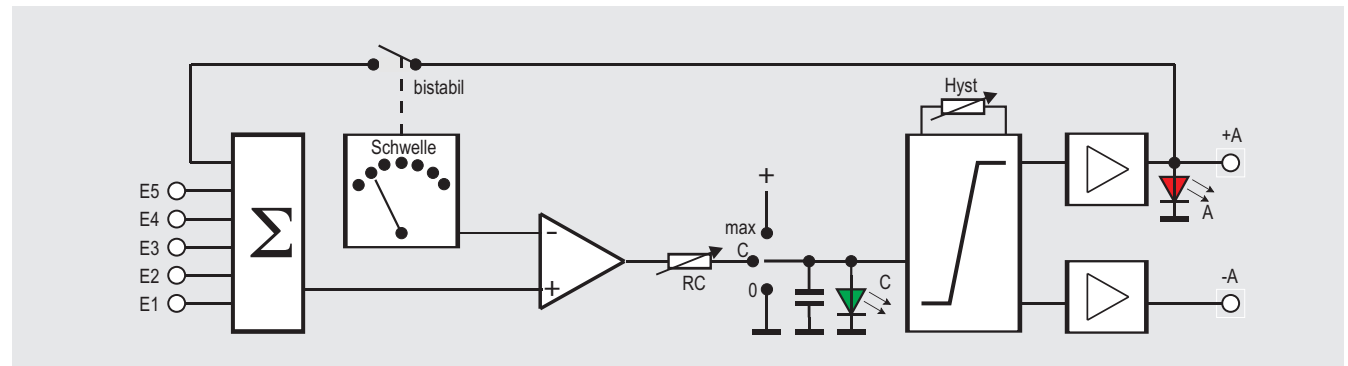 bistabil
Schwelle
Hyst
E5
E4
E3
E2
E1
Σ
-
+
RC
+
max
C
0
C
+A
A
-A